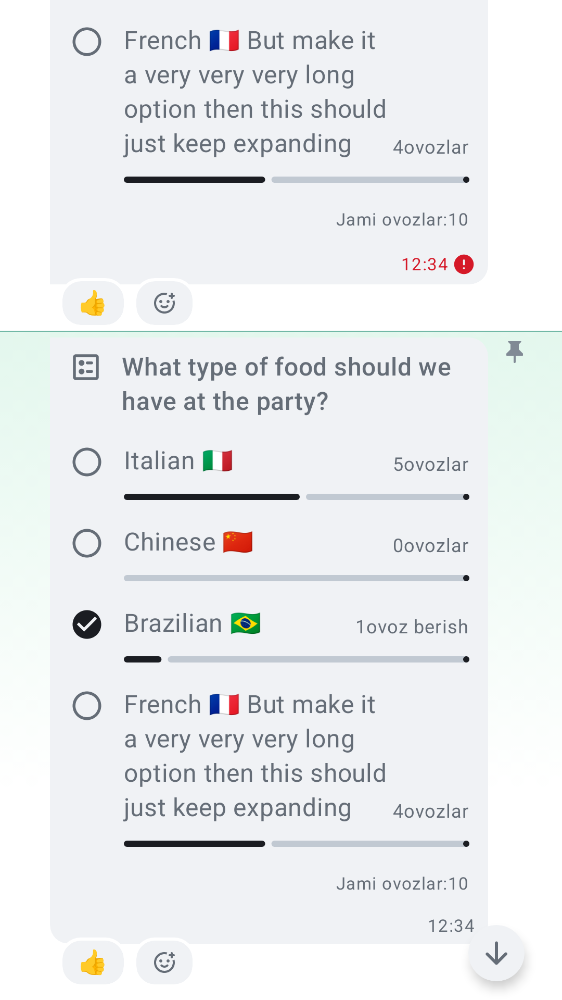 French 🇫🇷 But make it
a very very very long
option then this should
just keep expanding 4ovozlar
Jami ovozlar:10
12:34
What type of food should we
have at the party?
Italian 🇮🇹 5ovozlar
Chinese 🇨🇳 0ovozlar
Brazilian 🇧🇷 1ovoz berish
French 🇫🇷 But make it
a very very very long
option then this should
just keep expanding 4ovozlar
Jami ovozlar:10
12:34